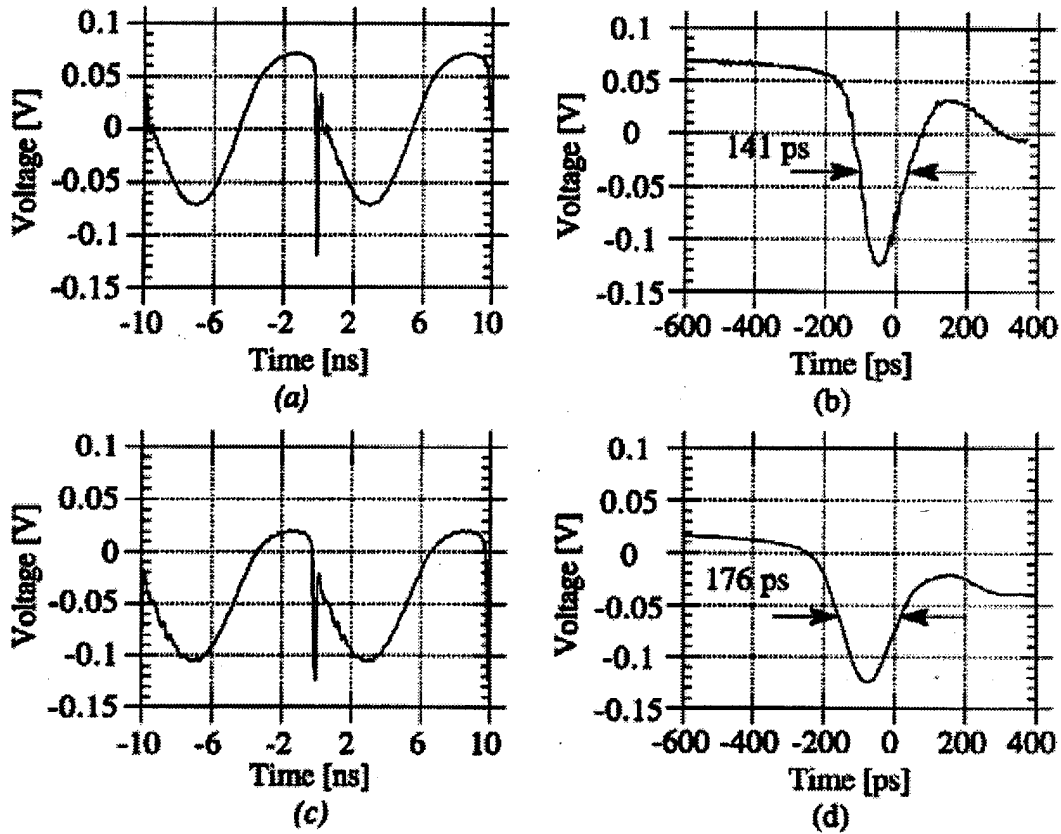 0.1
0.05
0
-0.05
-0.1
-0.15
Voltage [V]
-10 -6 -2 2 6 10
Time [ns]
(a)
0.1
0.05
0
-0.05
-0.1
-0.15
Voltage [V]
141 ps
-600 -400 -200 0 200 400
Time [ps]
(b)
0.1
0.05
0
-0.05
-0.1
-0.15
Voltage [V]
-10 -6 -2 2 6 10
Time [ns]
(c)
0.1
0.05
0
-0.05
-0.1
-0.15
Voltage [V]
176 ps
-600 -400 -200 0 200 400
Time [ps]
(d)